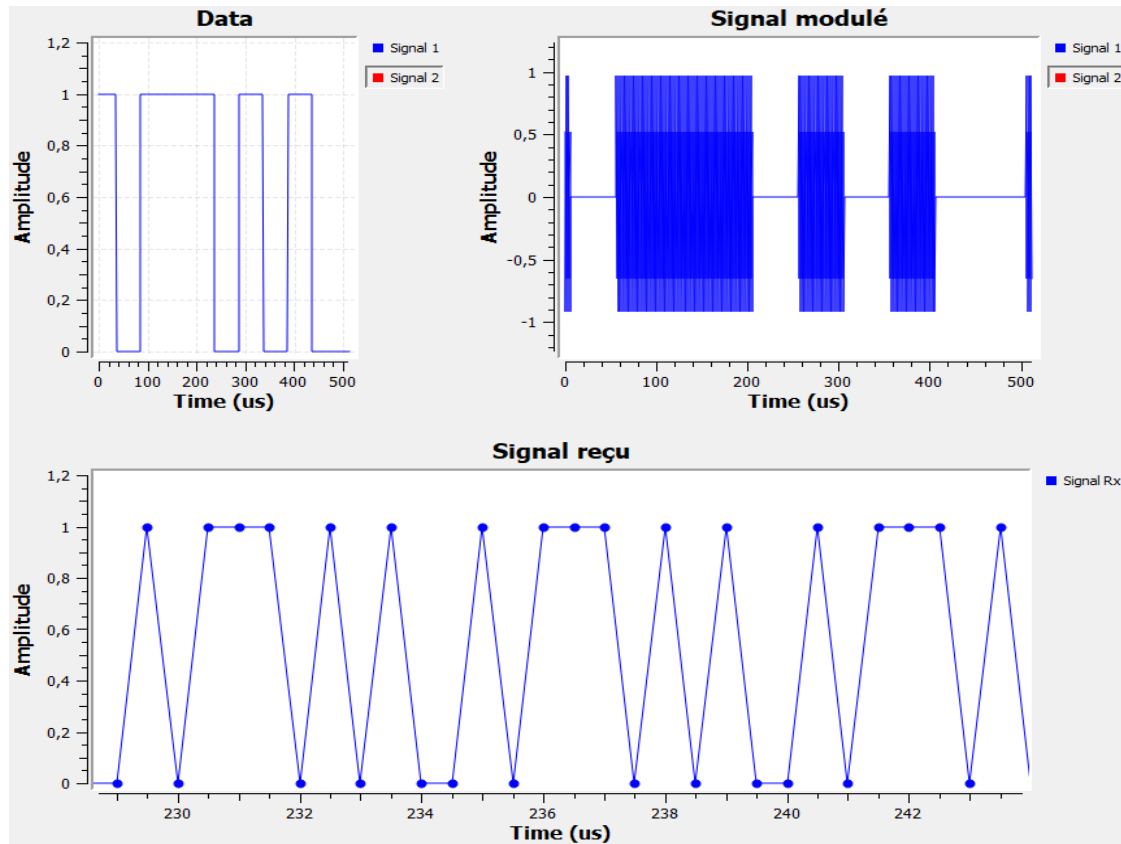 Data
Signal modulé
1,2
1
0,8
0,6
0,4
0,2
0
Amplitude
0 100 200 300 400 500
Time (us)
Signal 1
Signal 2
1
0,5
0
-0,5
-1
Amplitude
0 100 200 300 400 500
Time (us)
Signal 1
Signal 2
Signal reçu
1,2
1
0,8
0,6
0,4
0,2
0
Amplitude
230 232 234 236 238 240 242
Time (us)
Signal Rx